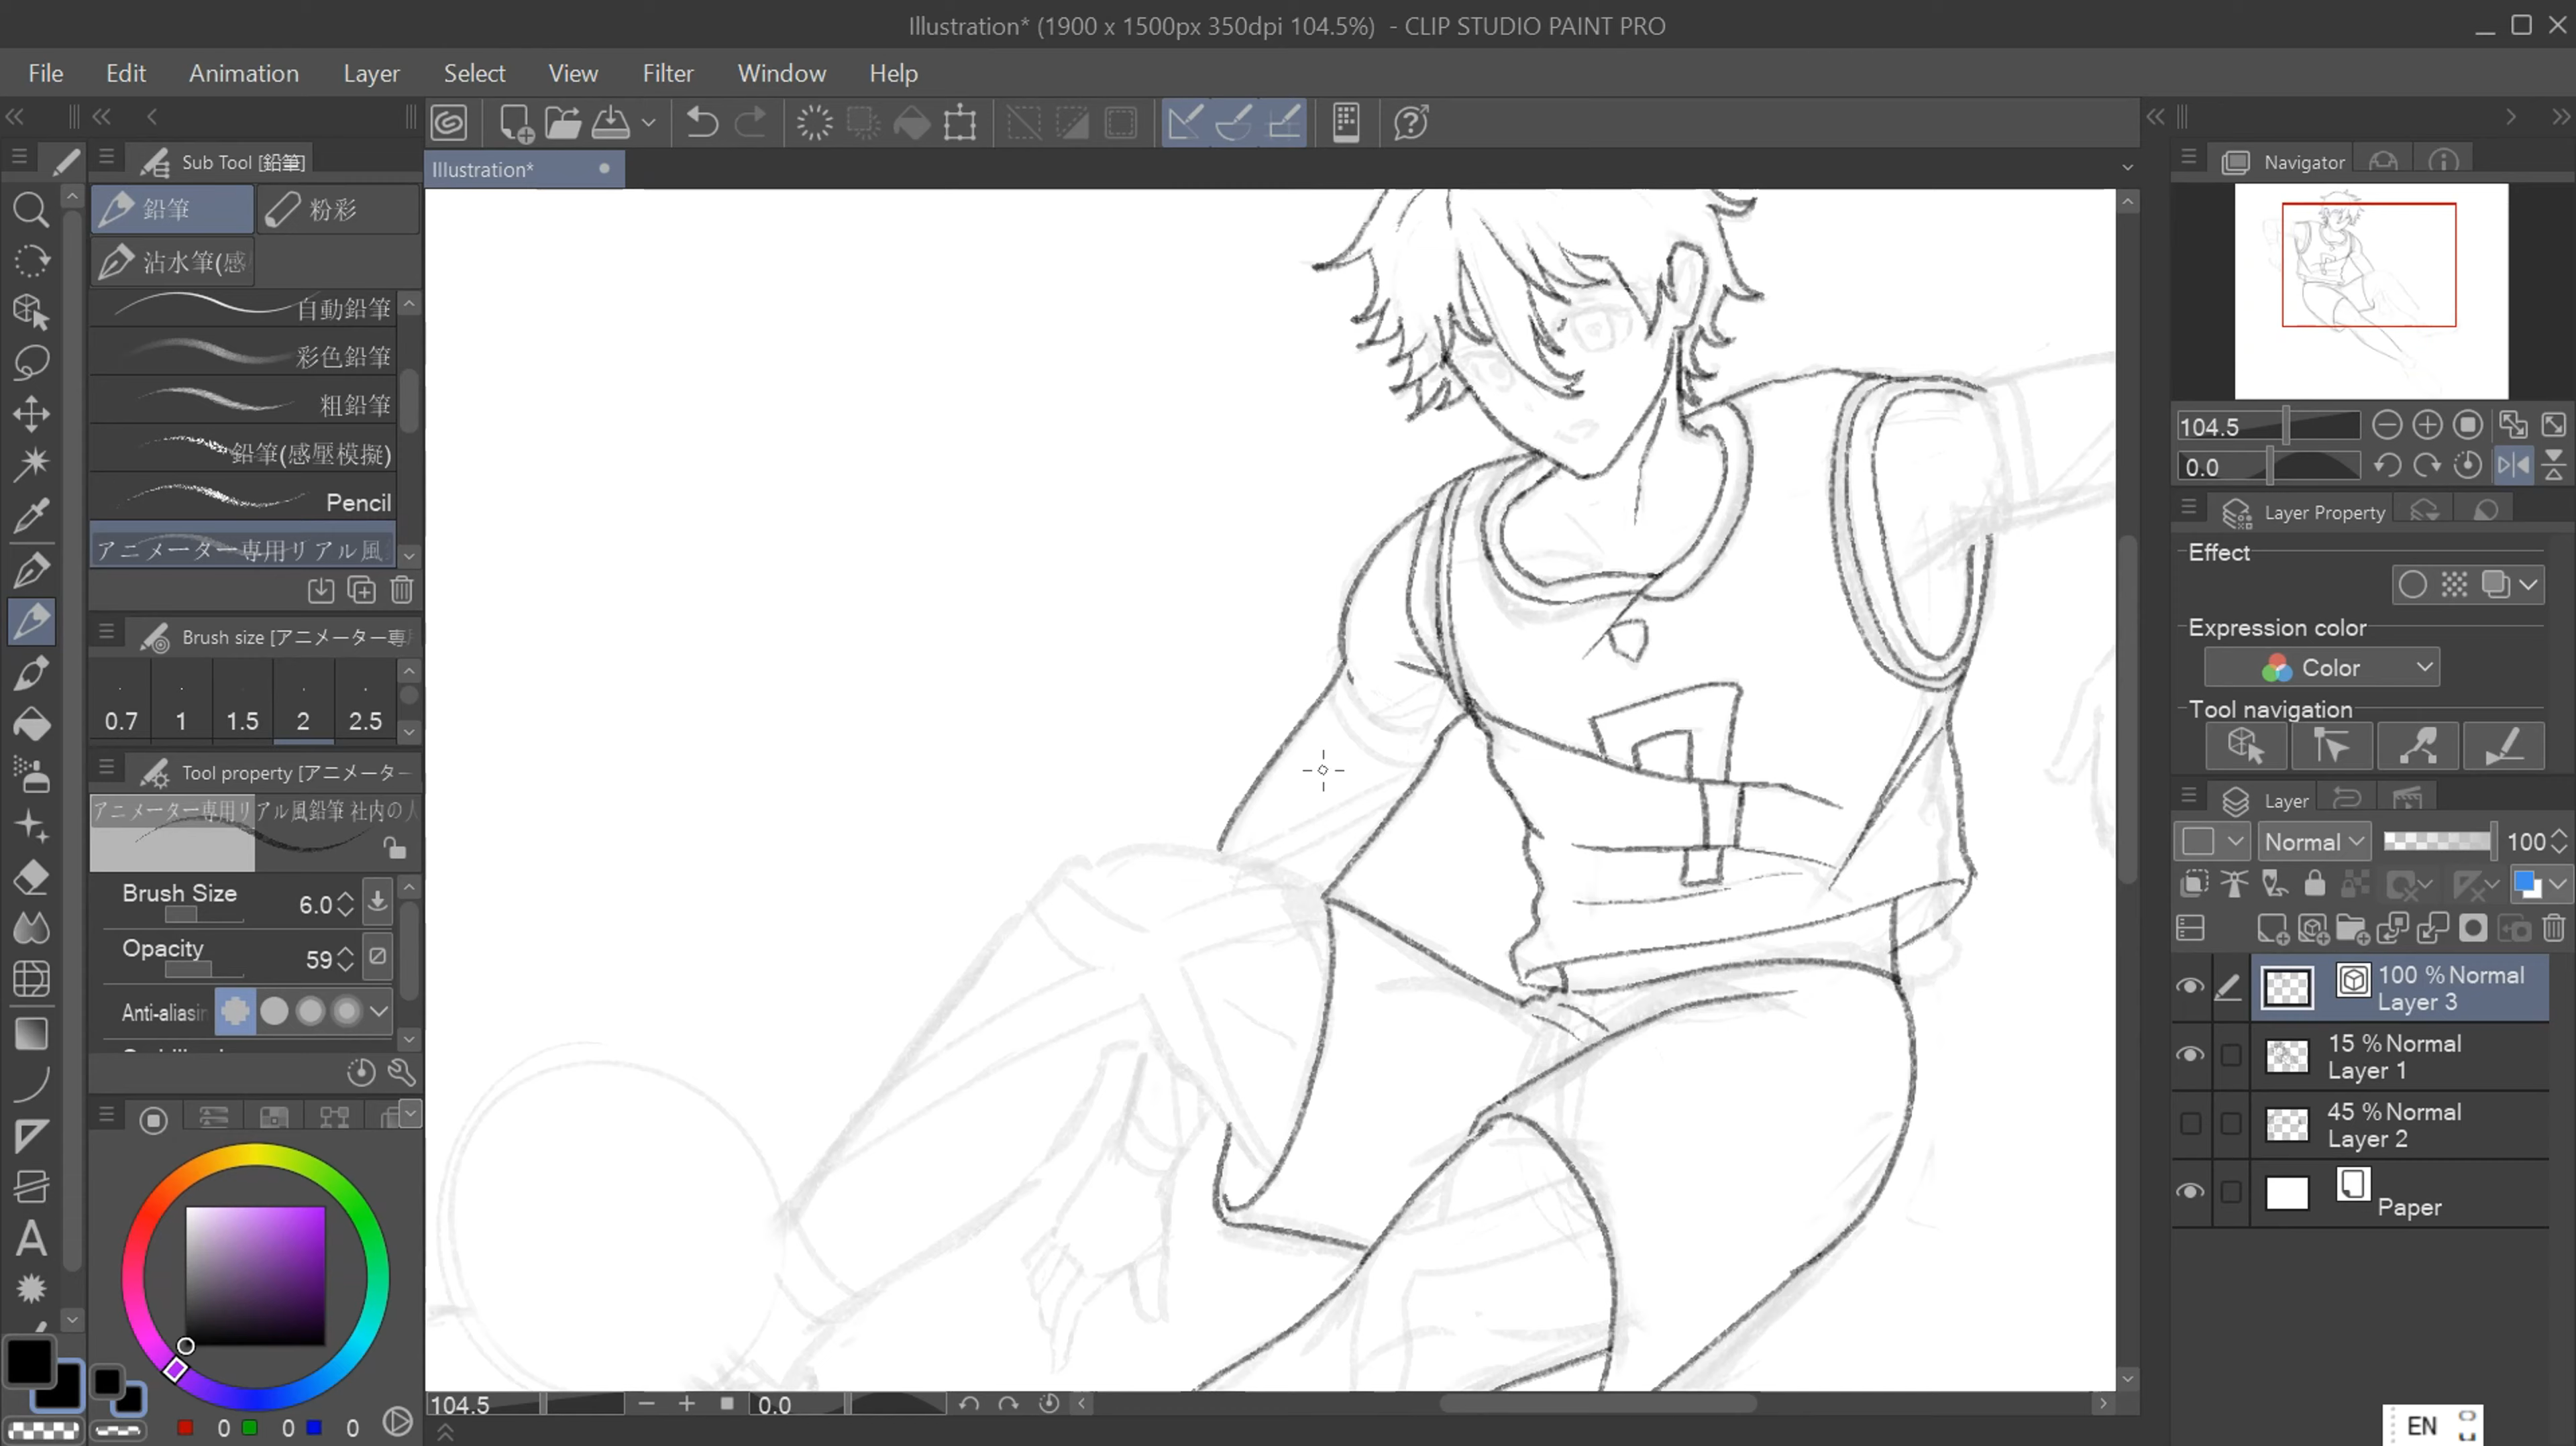 Illustration* (1900 x 1500px 350dpi 104.5%) - CLIP STUDIO PAINT PRO
File Edit Animation Layer Select View Filter Window Help
Sub Tool [鉛筆]
Illustration*
Navigator
鉛筆 粉彩
沾水筆(感
自動鉛筆
彩色鉛筆
粗鉛筆
鉛筆(感壓模擬)
Pencil
アニメーター専用リアル風
Brush size [アニメーター専用
0.7 1 1.5 2 2.5
Tool property [アニメーター
アニメーター専用リアル風鉛筆 社内の人
Brush Size 6.0
Opacity 59
Anti-aliasin
0 0 0
104.5 0.0
104.5
0.0
Layer Property
Effect
Expression color
Color
Tool navigation
Layer
Normal 100
100 % Normal
Layer 3
15 % Normal
Layer 1
45 % Normal
Layer 2
Paper
EN